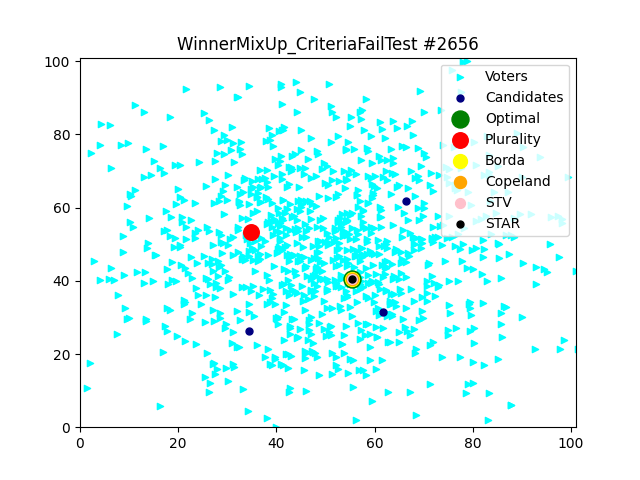 WinnerMixUp_CriteriaFailTest #2656
Voters
Candidates
Optimal
Plurality
Borda
Copeland
STV
STAR
100
80
60
40
20
0
0 20 40 60 80 100